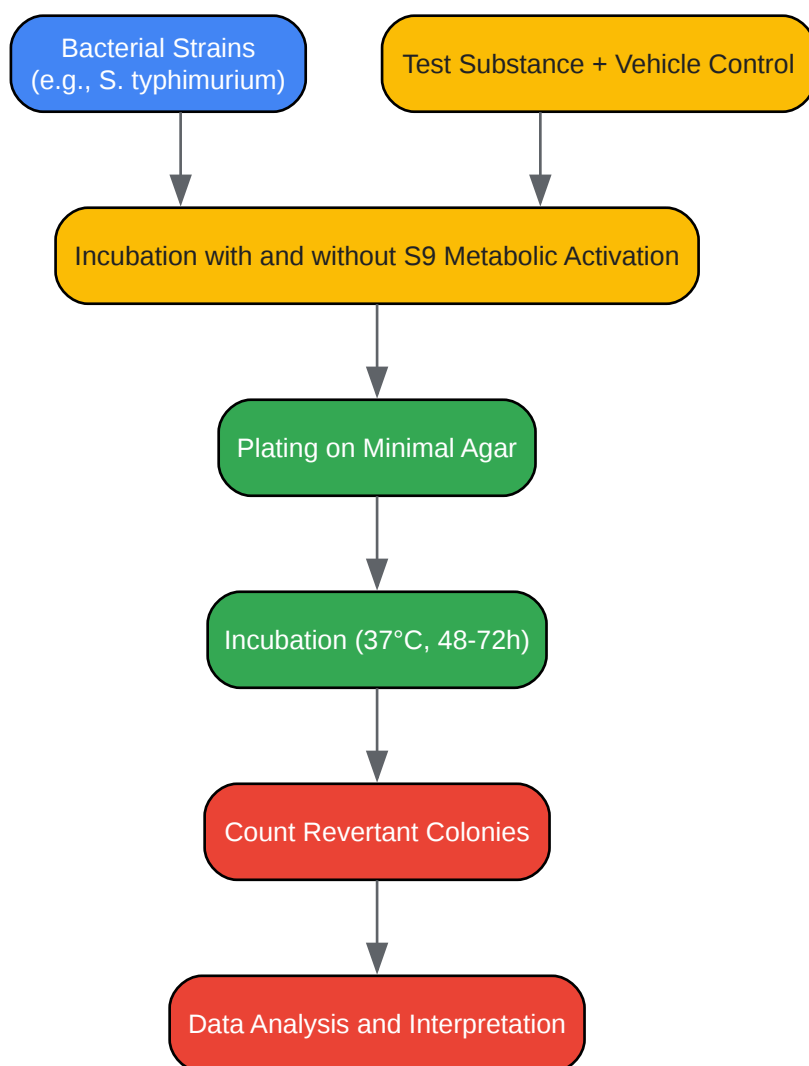 Bacterial Strains
(e.g., S. typhimurium)
Test Substance + Vehicle Control
Incubation with and without S9 Metabolic Activation
Plating on Minimal Agar
Incubation (37°C, 48-72h)
Count Revertant Colonies
Data Analysis and Interpretation